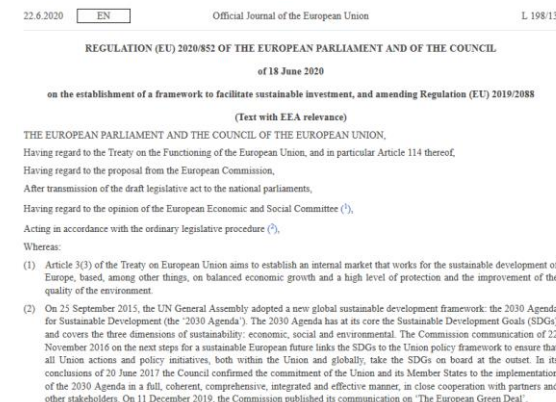 22.6.2020 EN Official Journal of the European Union L 198/13
REGULATION (EU) 2020/852 OF THE EUROPEAN PARLIAMENT AND OF THE COUNCIL
of 18 June 2020
on the establishment of a framework to facilitate sustainable investment, and amending Regulation (EU) 2019/2088
(Text with EEA relevance)
THE EUROPEAN PARLIAMENT AND THE COUNCIL OF THE EUROPEAN UNION,
Having regard to the Treaty on the Functioning of the European Union, and in particular Article 114 thereof,
Having regard to the proposal from the European Commission,
After transmission of the draft legislative act to the national parliaments,
Having regard to the opinion of the European Economic and Social Committee (1),
Acting in accordance with the ordinary legislative procedure (2),
Whereas:
(1) Article 3(3) of the Treaty on European Union aims to establish an internal market that works for the sustainable development of
Europe, based, among other things, on balanced economic growth and a high level of protection and the improvement of the
quality of the environment.
(2) On 25 September 2015, the UN General Assembly adopted a new global sustainable development framework: the 2030 Agenda
for Sustainable Development (the ‘2030 Agenda’). The 2030 Agenda has at its core the Sustainable Development Goals (SDGs)
and covers the three dimensions of sustainability: economic, social and environmental. The Commission communication of 22
November 2016 on the next steps for a sustainable European future links the SDGs to the Union policy framework to ensure that
all Union actions and policy initiatives, both within the Union and globally, take the SDGs on board at the outset. In its
conclusions of 20 June 2017 the Council confirmed the commitment of the Union and its Member States to the implementation
of the 2030 Agenda in a full, coherent, comprehensive, integrated and effective manner, in close cooperation with partners and
other stakeholders. On 11 December 2019, the Commission published its communication on ‘The European Green Deal’.